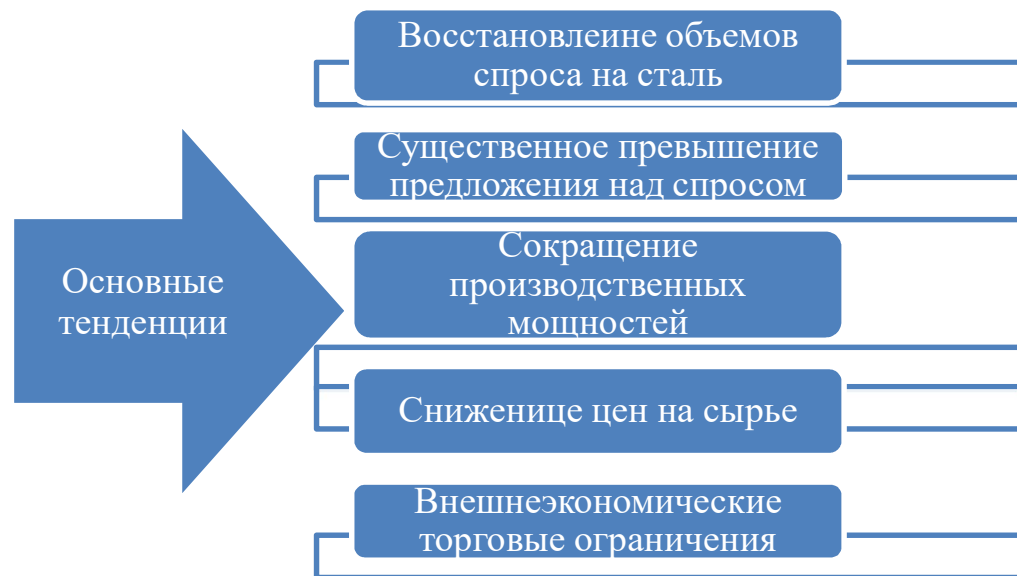 Восстановлеине объемов
спроса на сталь
Существенное превышение
предложения над спросом
Сокращение
производственных
мощностей
Основные
тенденции
Сниженице цен на сырье
Внешнеэкономические
торговые ограничения